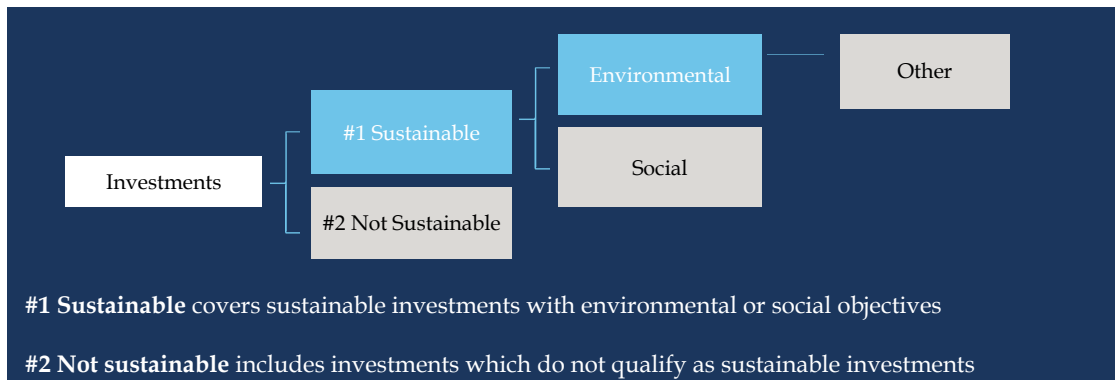 Environmental
Other
#1 Sustainable
Social
Investments
#2 Not Sustainable
#1 Sustainable covers sustainable investments with environmental or social objectives
#2 Not sustainable includes investments which do not qualify as sustainable investments